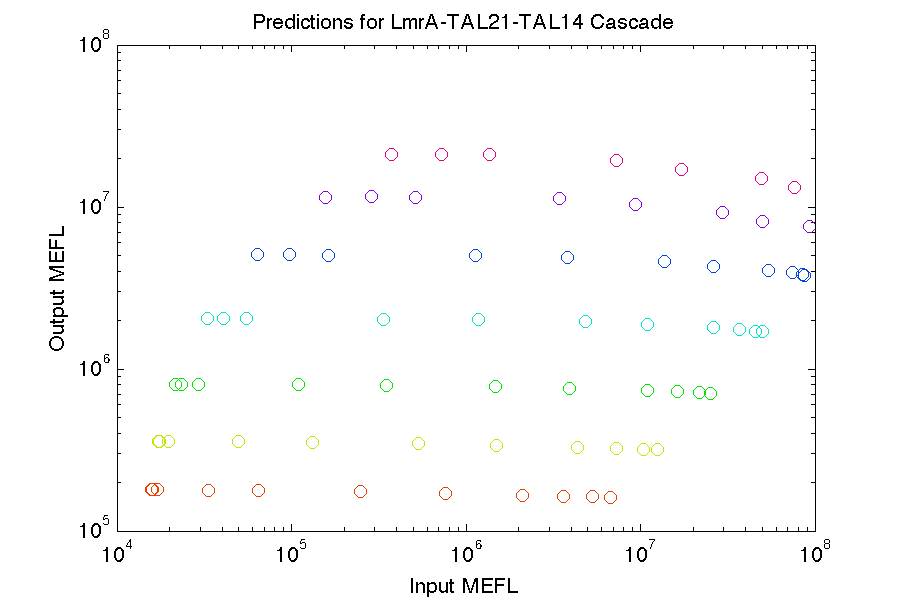 Predictions for LmrA-TAL21-TAL14 Cascade
10^8
10^7
10^6
10^5
Output MEFL
10^4 10^5 10^6 10^7 10^8
Input MEFL